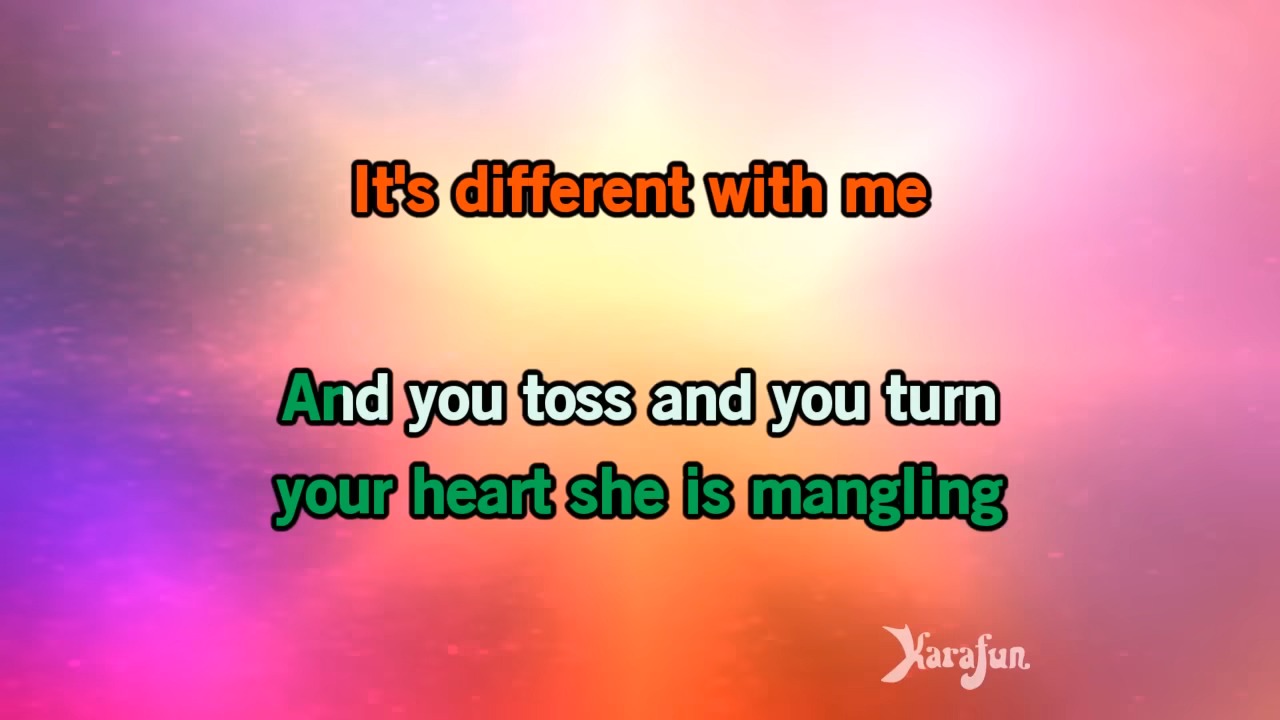 It's different with me
And you toss and you turn
your heart she is mangling
Karafun